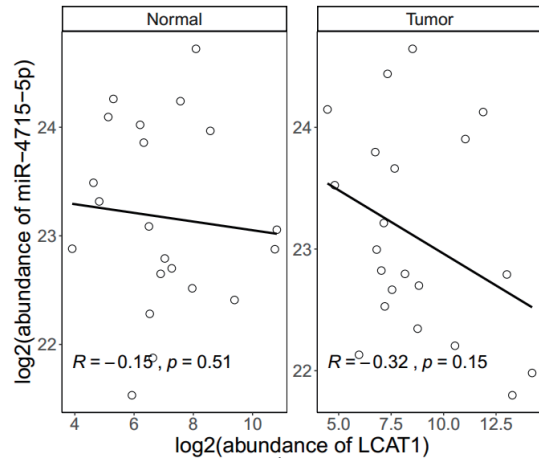 Normal
Tumor
log2(abundance of miR−4715−5p)
24
23
22
24
23
22
R = −0.15 , p = 0.51
R = −0.32 , p = 0.15
4 6 8 10
5.0 7.5 10.0 12.5
log2(abundance of LCAT1)